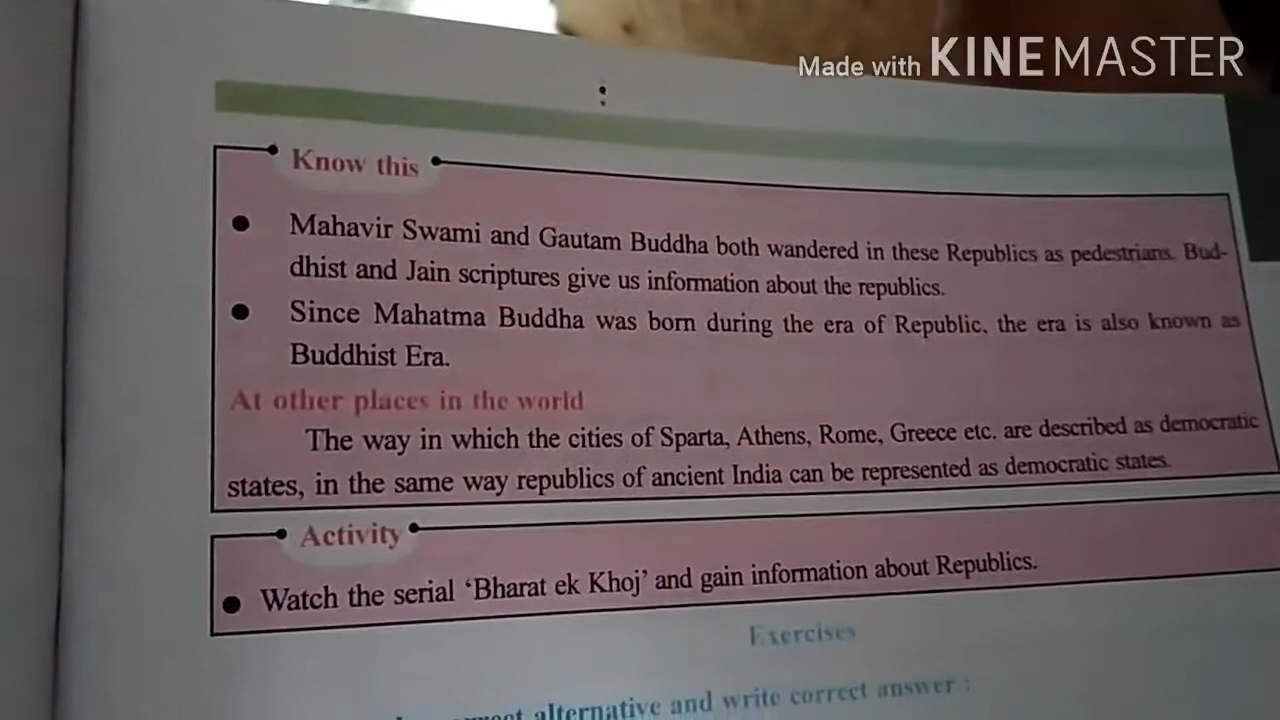 Made with KINEMASTER
Know this
● Mahavir Swami and Gautam Buddha both wandered in these Republics as pedestrians. Bud-
dhist and Jain scriptures give us information about the republics.
● Since Mahatma Buddha was born during the era of Republic, the era is also known as
Buddhist Era.
At other places in the world
The way in which the cities of Sparta, Athens, Rome, Greece etc. are described as democratic
states, in the same way republics of ancient India can be represented as democratic states.
Activity
● Watch the serial ‘Bharat ek Khoj’ and gain information about Republics.
Exercises
alternative and write correct answer :